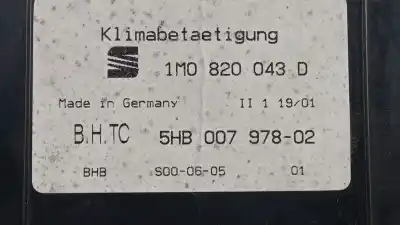 Klimabetaetigung
1M0 820 043 D
Made in Germany II 1 19/01
B.H.TC 5HB 007 978-02
BHB S00-06-05 01